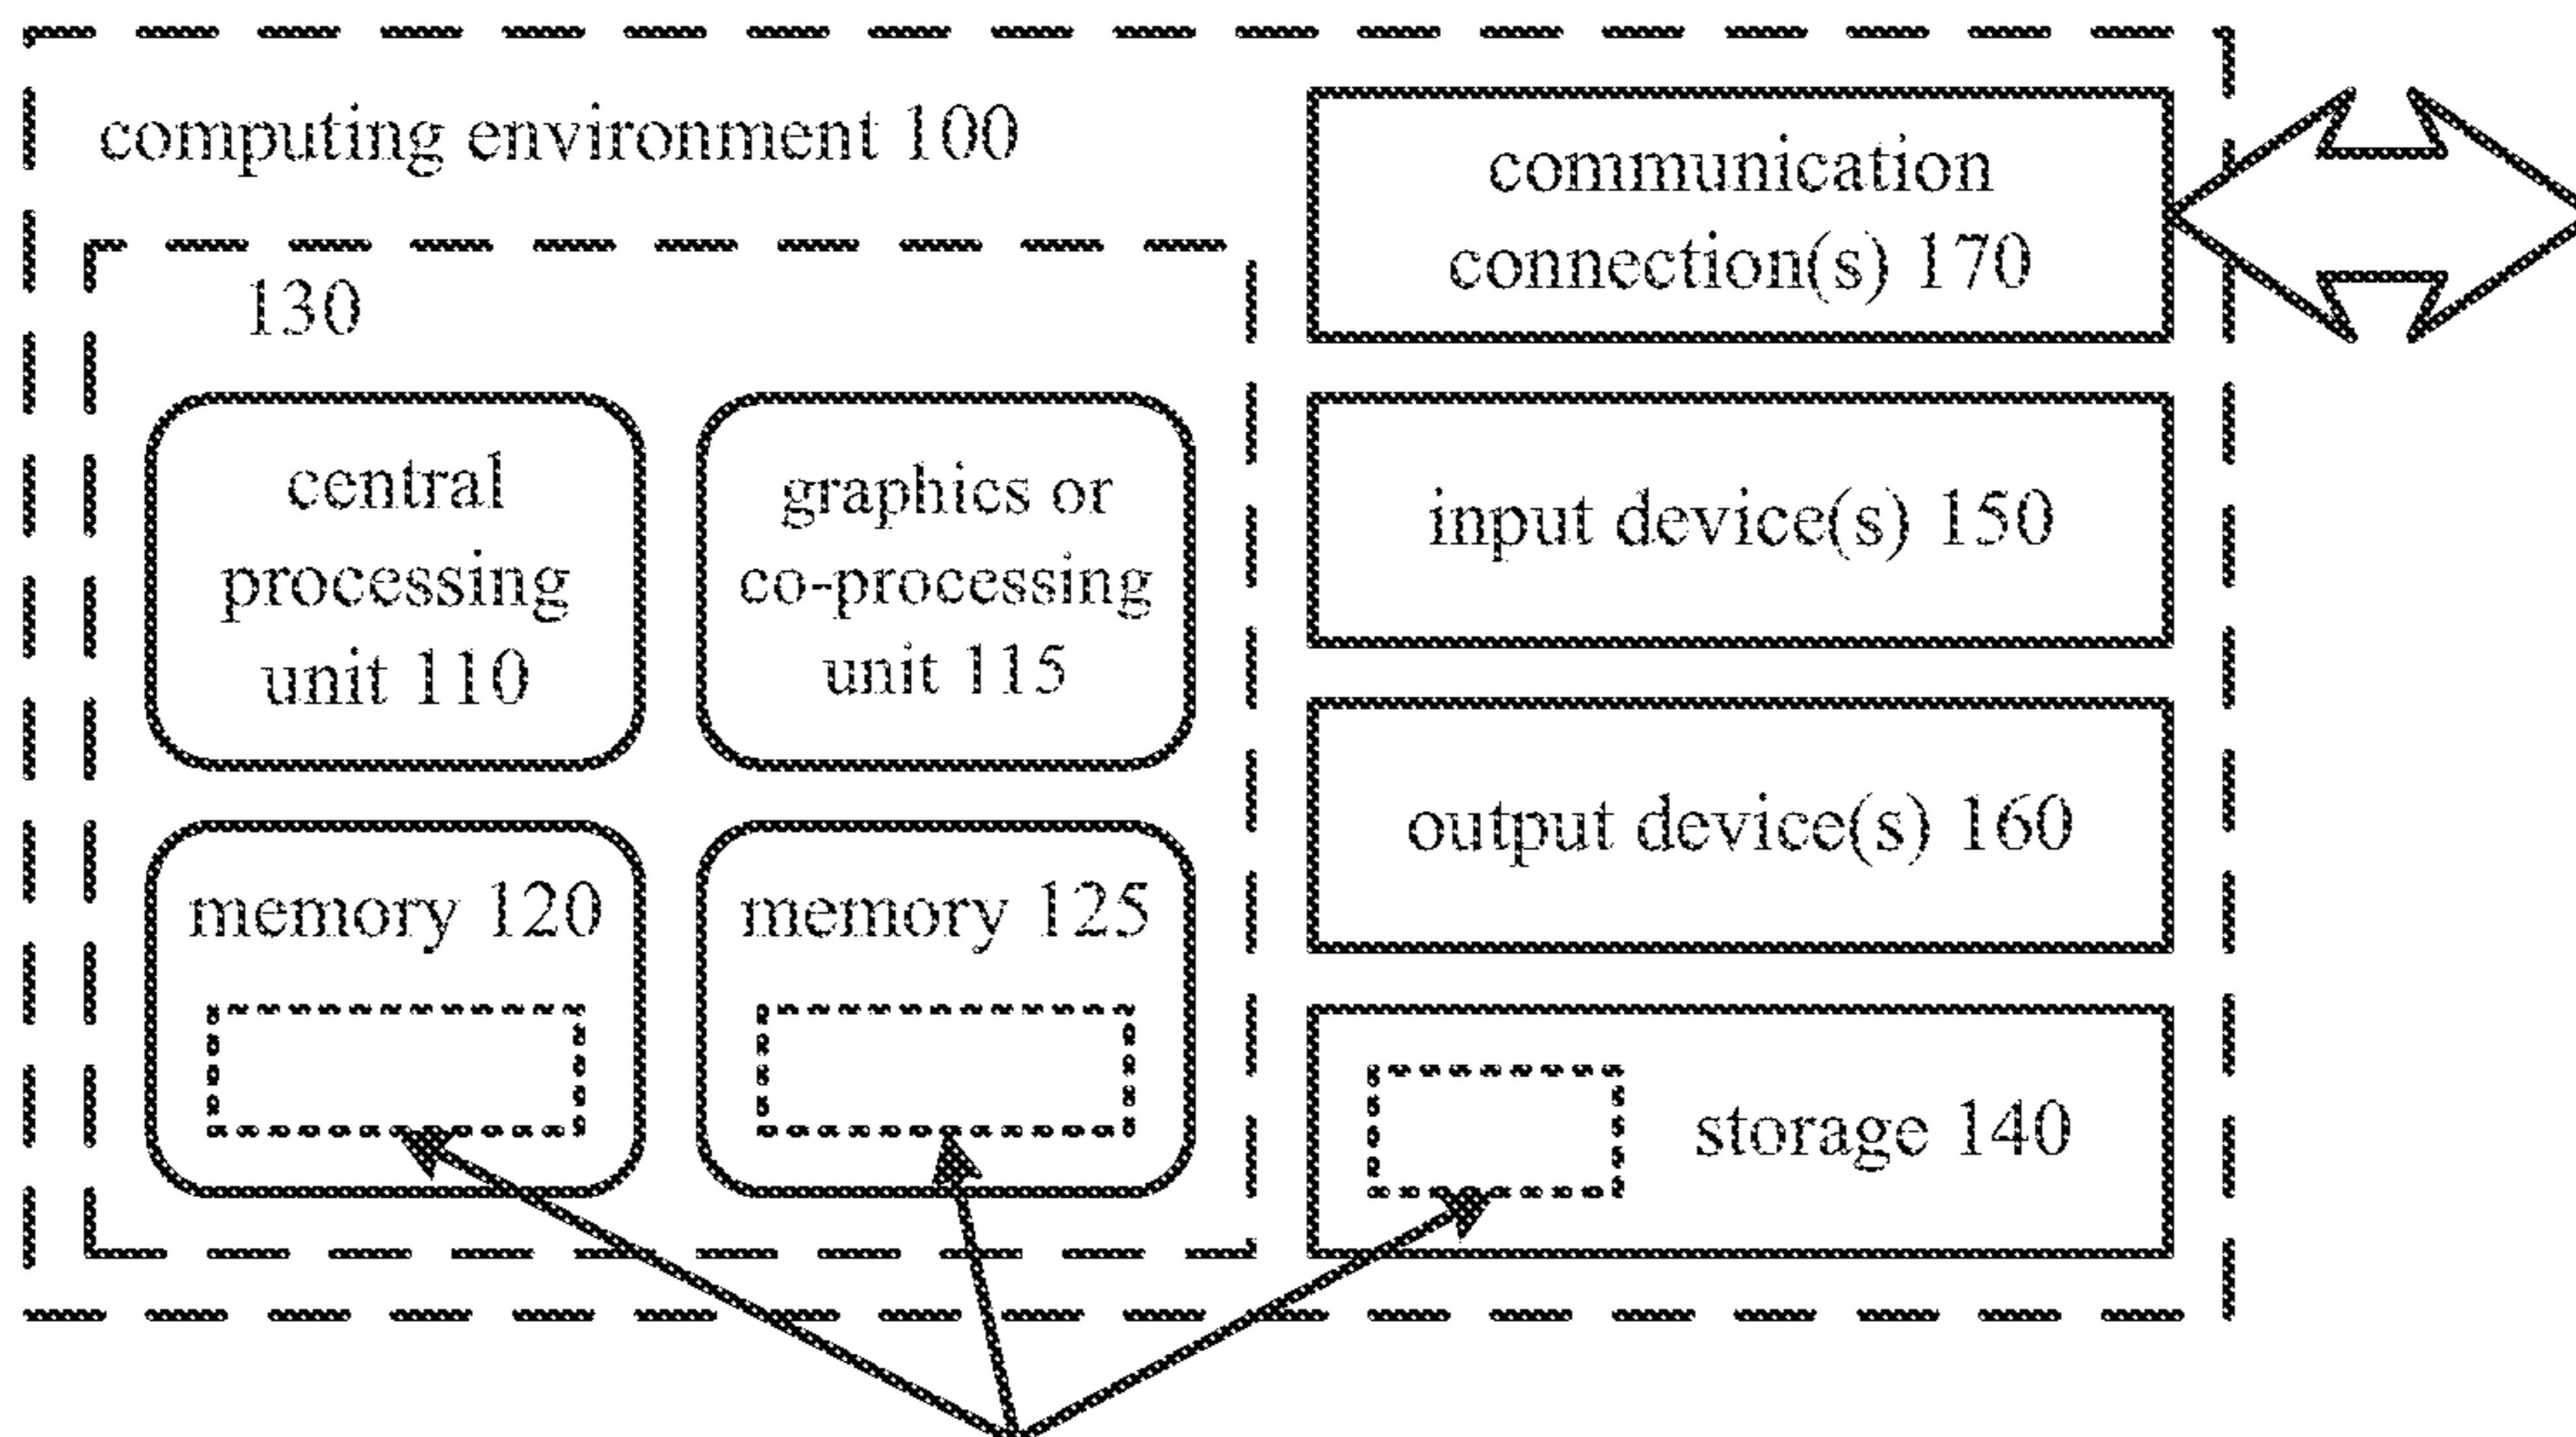 computing environment 100
130
central
processing
unit 110
graphics or
co-processing
unit 115
memory 120
memory 125
communication
connection(s) 170
input device(s) 150
output device(s) 160
storage 140